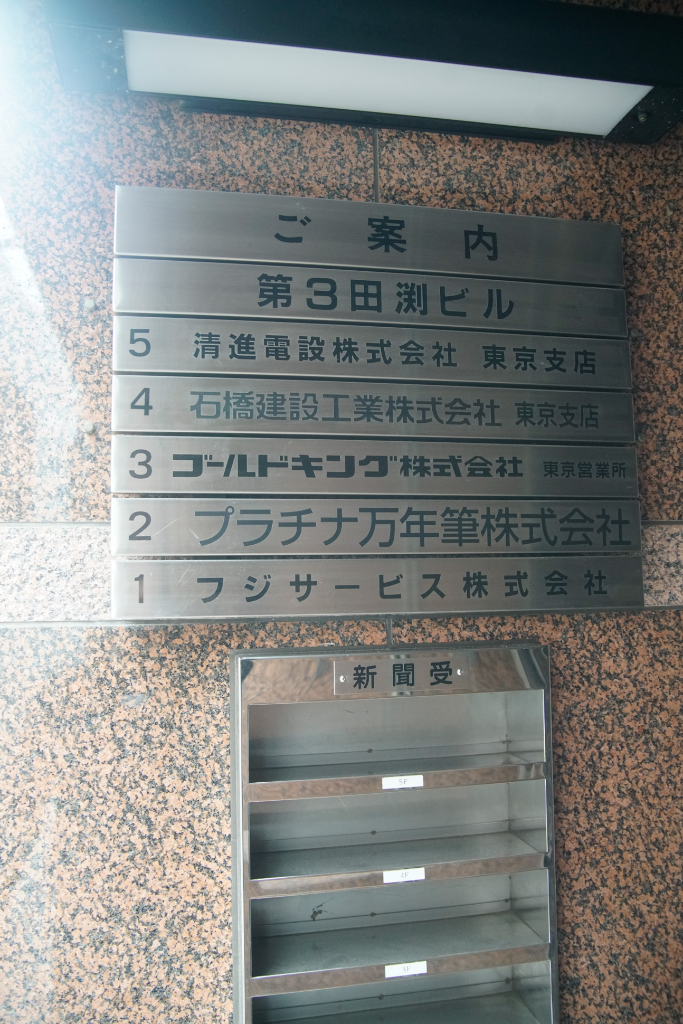 ご案内
第3田渕ビル
5 清進電設株式会社 東京支店
4 石橋建設工業株式会社 東京支店
3 ゴールドキング株式会社 東京営業所
2 プラチナ万年筆株式会社
1 フジサービス株式会社
新聞受
5F
4F
3F